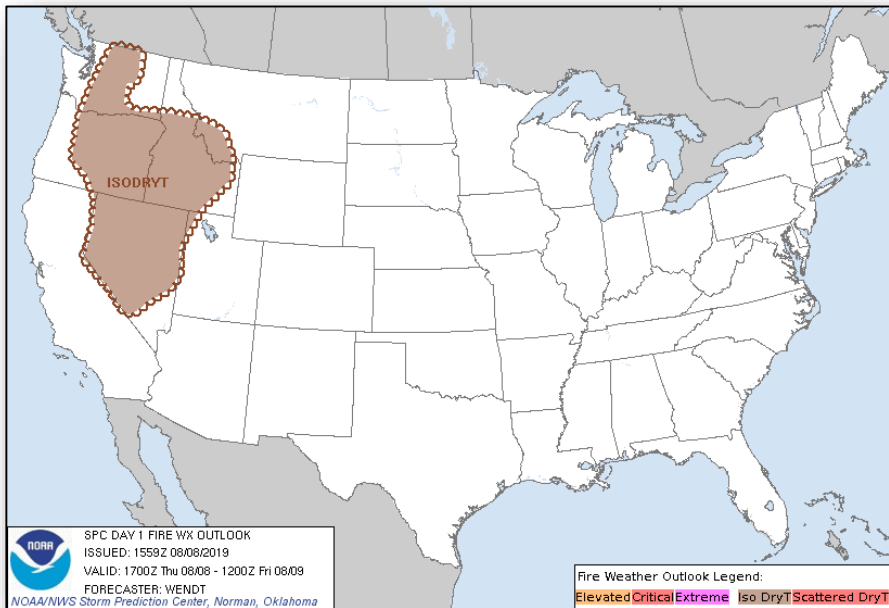 ISODRYT
NOAA
SPC DAY 1 FIRE WX OUTLOOK
ISSUED: 1559Z 08/08/2019
VALID: 1700Z Thu 08/08 - 1200Z Fri 08/09
FORECASTER: WENDT
NOAA/NWS Storm Prediction Center, Norman, Oklahoma
Fire Weather Outlook Legend:
Elevated Critical Extreme Iso DryT Scattered DryT